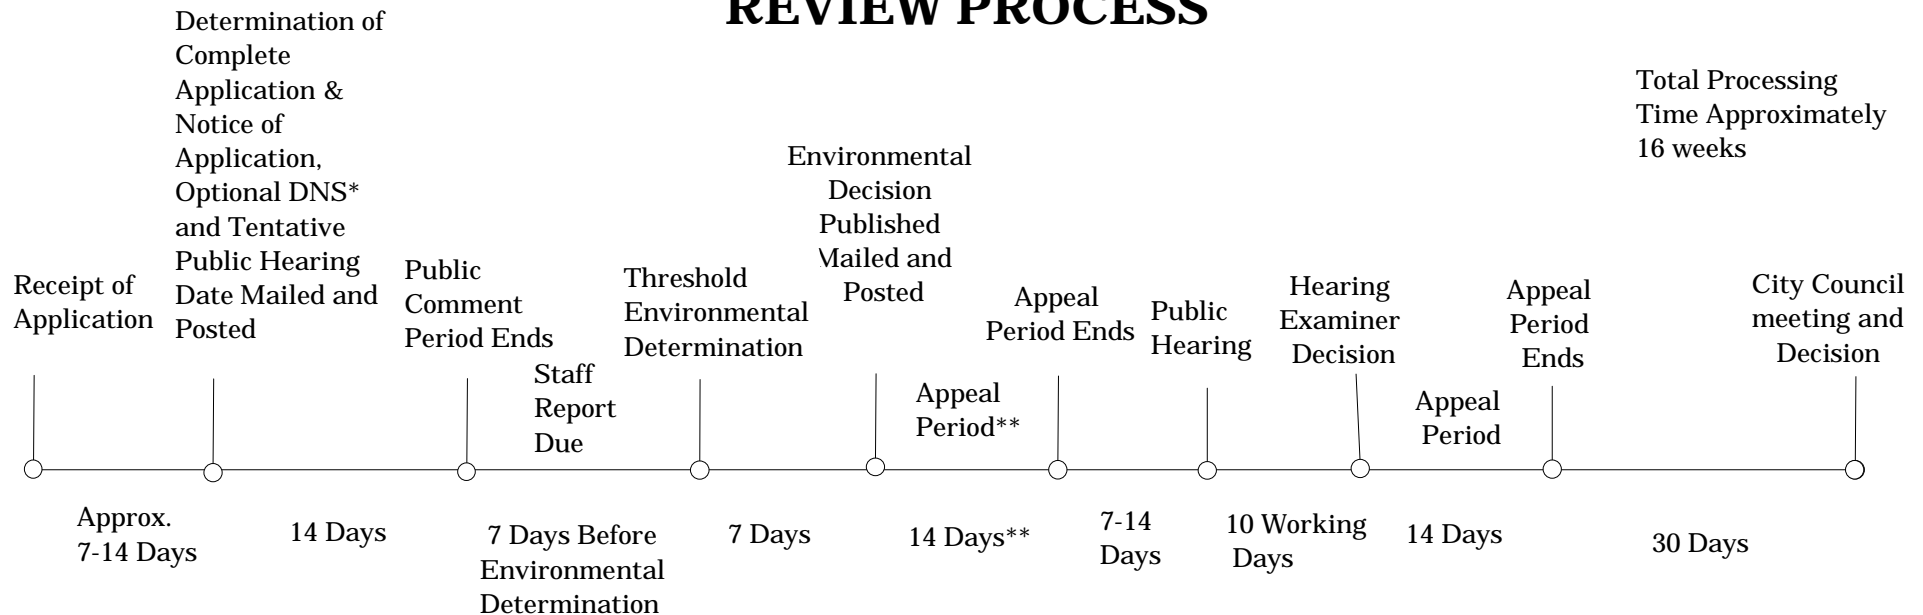 REVIEW PROCESS
Determination of
Complete
Application &
Notice of
Application,
Optional DNS*
and Tentative
Public Hearing
Date Mailed and
Posted
Total Processing
Time Approximately
16 weeks
Receipt of
Application
Public
Comment
Period Ends
Staff
Report
Due
Threshold
Environmental
Determination
Environmental
Decision
Published
Mailed and
Posted
Appeal
Period**
Appeal
Period Ends
Public
Hearing
Hearing
Examiner
Decision
Appeal
Period
Appeal
Period
Ends
City Council
meeting and
Decision
Approx.
7-14 Days
14 Days
7 Days Before
Environmental
Determination
7 Days
14 Days**
7-14
Days
10 Working
Days
14 Days
30 Days